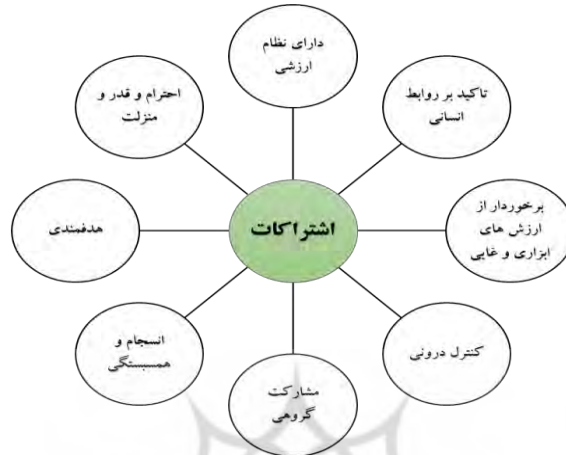 دارای نظام
ارزشی
تاکید بر روابط
انسانی
برخوردار از
ارزش های
ابزاری و غایی
کنترل درونی
مشارکت
گروهی
انسجام و
همبستگی
هدفمندی
احترام و قدر و
منزلت
اشتراکات